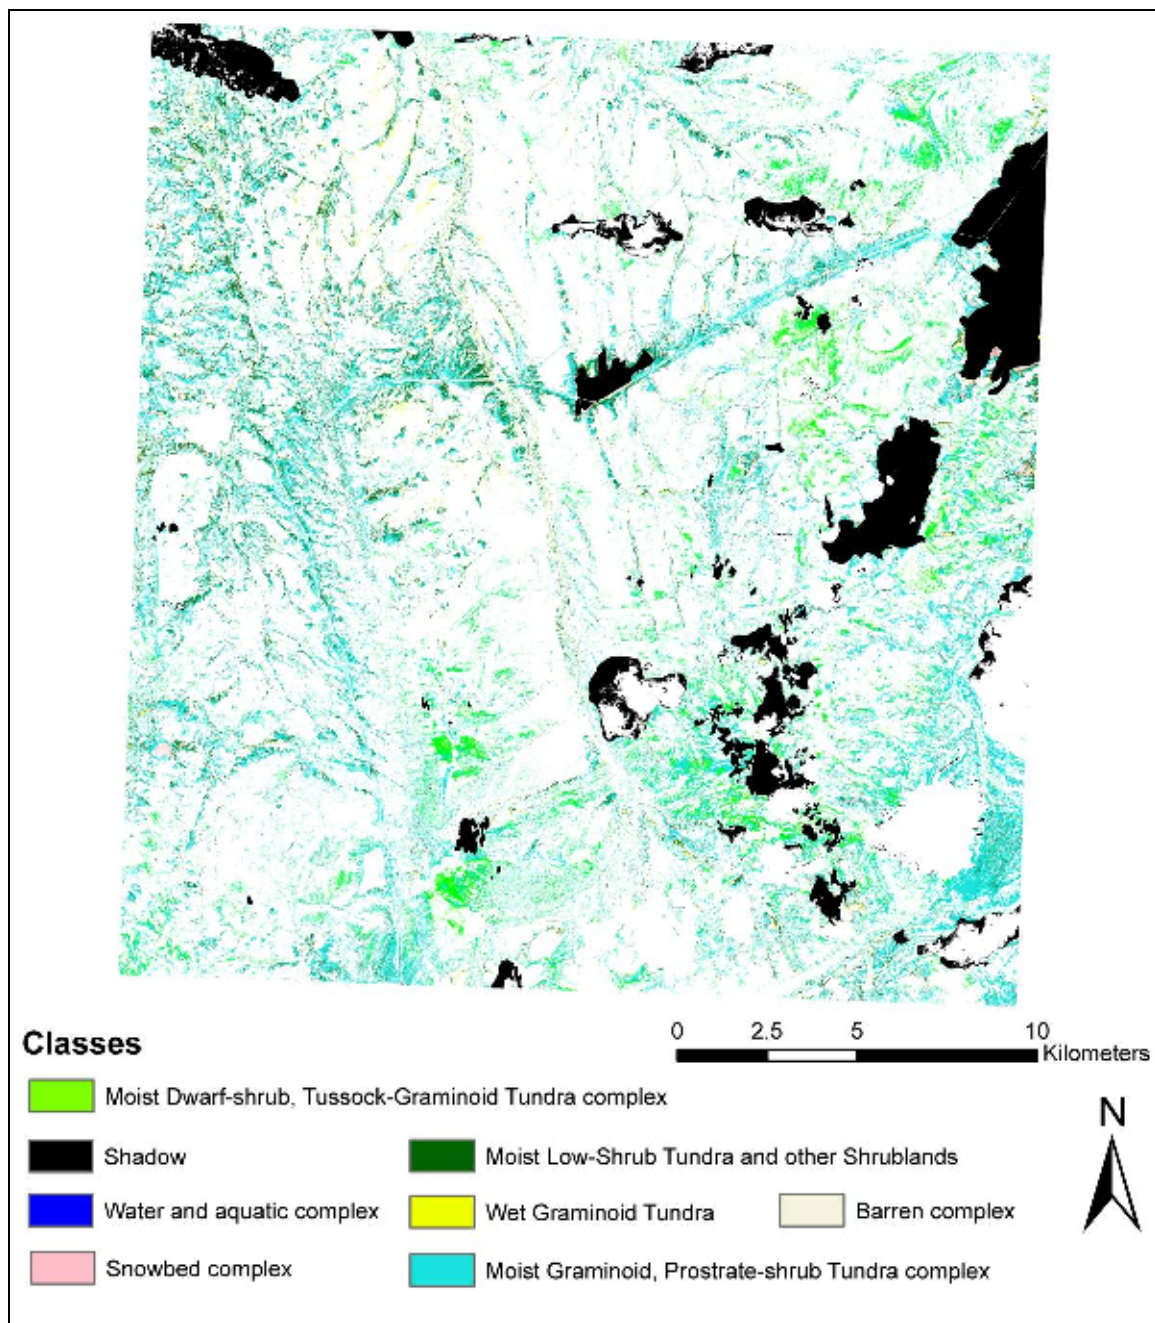 Classes
0 2.5 5 10
Kilometers
Moist Dwarf-shrub, Tussock-Graminoid Tundra complex
N
Shadow Moist Low-Shrub Tundra and other Shrublands
Water and aquatic complex Wet Graminoid Tundra Barren complex
Snowbed complex Moist Graminoid, Prostrate-shrub Tundra complex